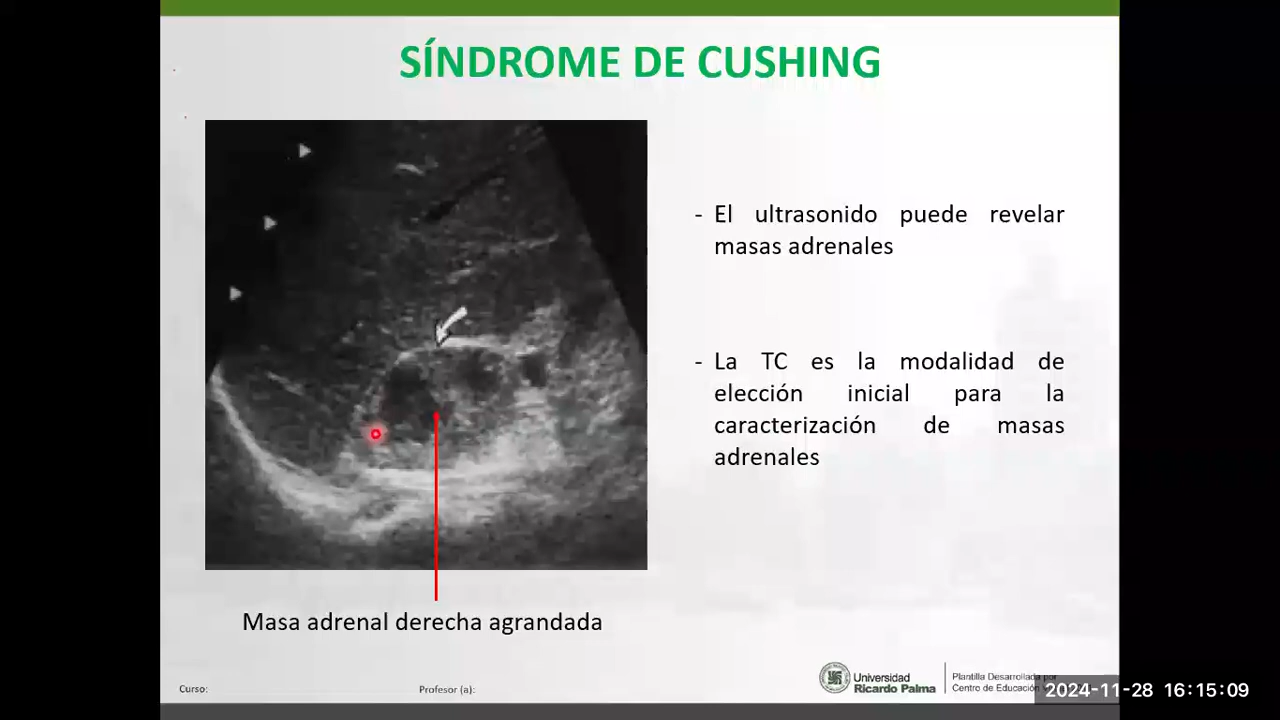 SÍNDROME DE CUSHING
- El ultrasonido puede revelar
masas adrenales
- La TC es la modalidad de
elección inicial para la
caracterización de masas
adrenales
Masa adrenal derecha agrandada
Curso:
Profesor (a):
Universidad
Ricardo Palma
Plantilla Desarrollada por
Centro de Educación
2024-11-28 16:15:09